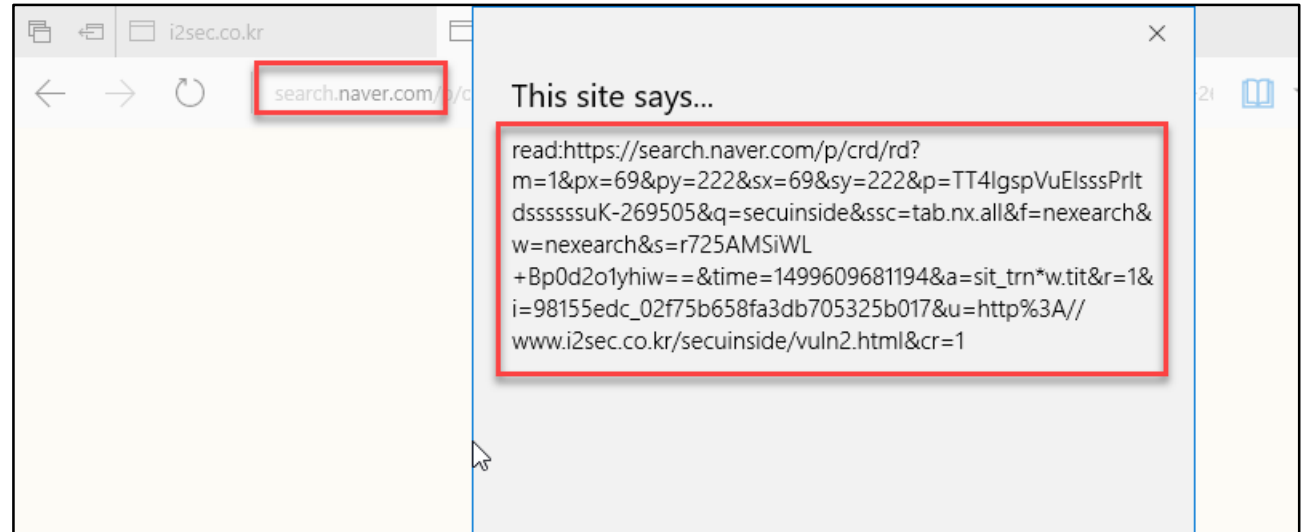 i2sec.co.kr
search.naver.com/p/c
This site says...
read:https://search.naver.com/p/crd/rd?
m=1&px=69&py=222&sx=69&sy=222&p=TT4IgspVuElsssPrlt
dssssssuK-269505&q=secuinside&ssc=tab.nx.all&f=nexearch&
w=nexearch&s=r725AMSiWL
+Bp0d2o1yhiw==&time=1499609681194&a=sit_trn*w.tit&r=1&
i=98155edc_02f75b658fa3db705325b017&u=http%3A//
www.i2sec.co.kr/secuinside/vuln2.html&cr=1